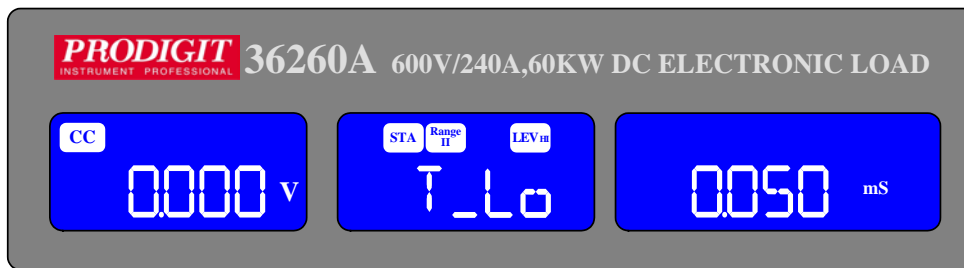 PRODIGIT
INSTRUMENT PROFESSIONAL
36260A 600V/240A,60KW DC ELECTRONIC LOAD
CC
0.000 V
STA Range II LEV HI
T_Lo
0.050 mS